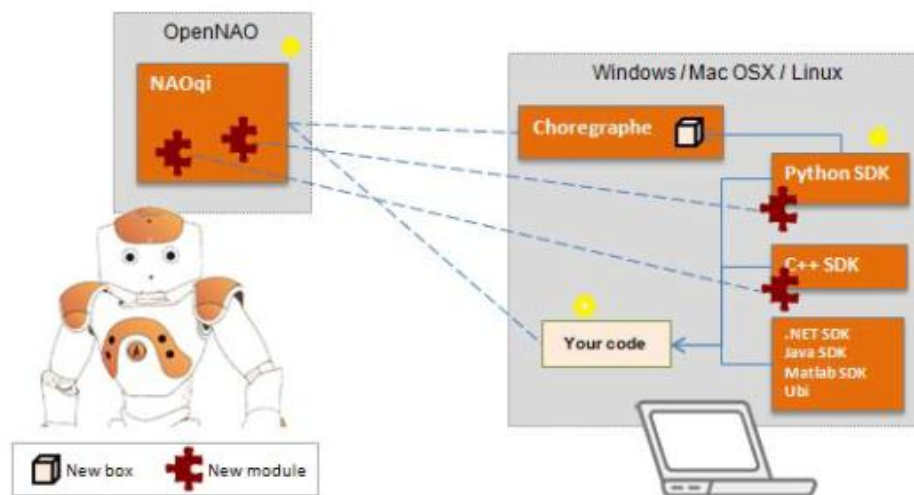 OpenNAO
NAOqi
Windows / Mac OSX / Linux
Choregraphe
Python SDK
C++ SDK
Your code
.NET SDK
Java SDK
Matlab SDK
Ubi
New box
New module